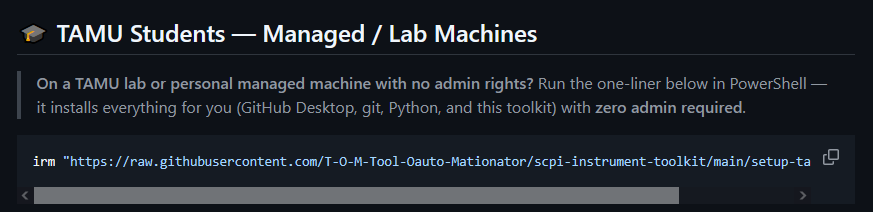 🎓 TAMU Students — Managed / Lab Machines
On a TAMU lab or personal managed machine with no admin rights? Run the one-liner below in PowerShell —
it installs everything for you (GitHub Desktop, git, Python, and this toolkit) with zero admin required.
irm "https://raw.githubusercontent.com/T-O-M-Tool-Oauto-Mationator/scpi-instrument-toolkit/main/setup-ta